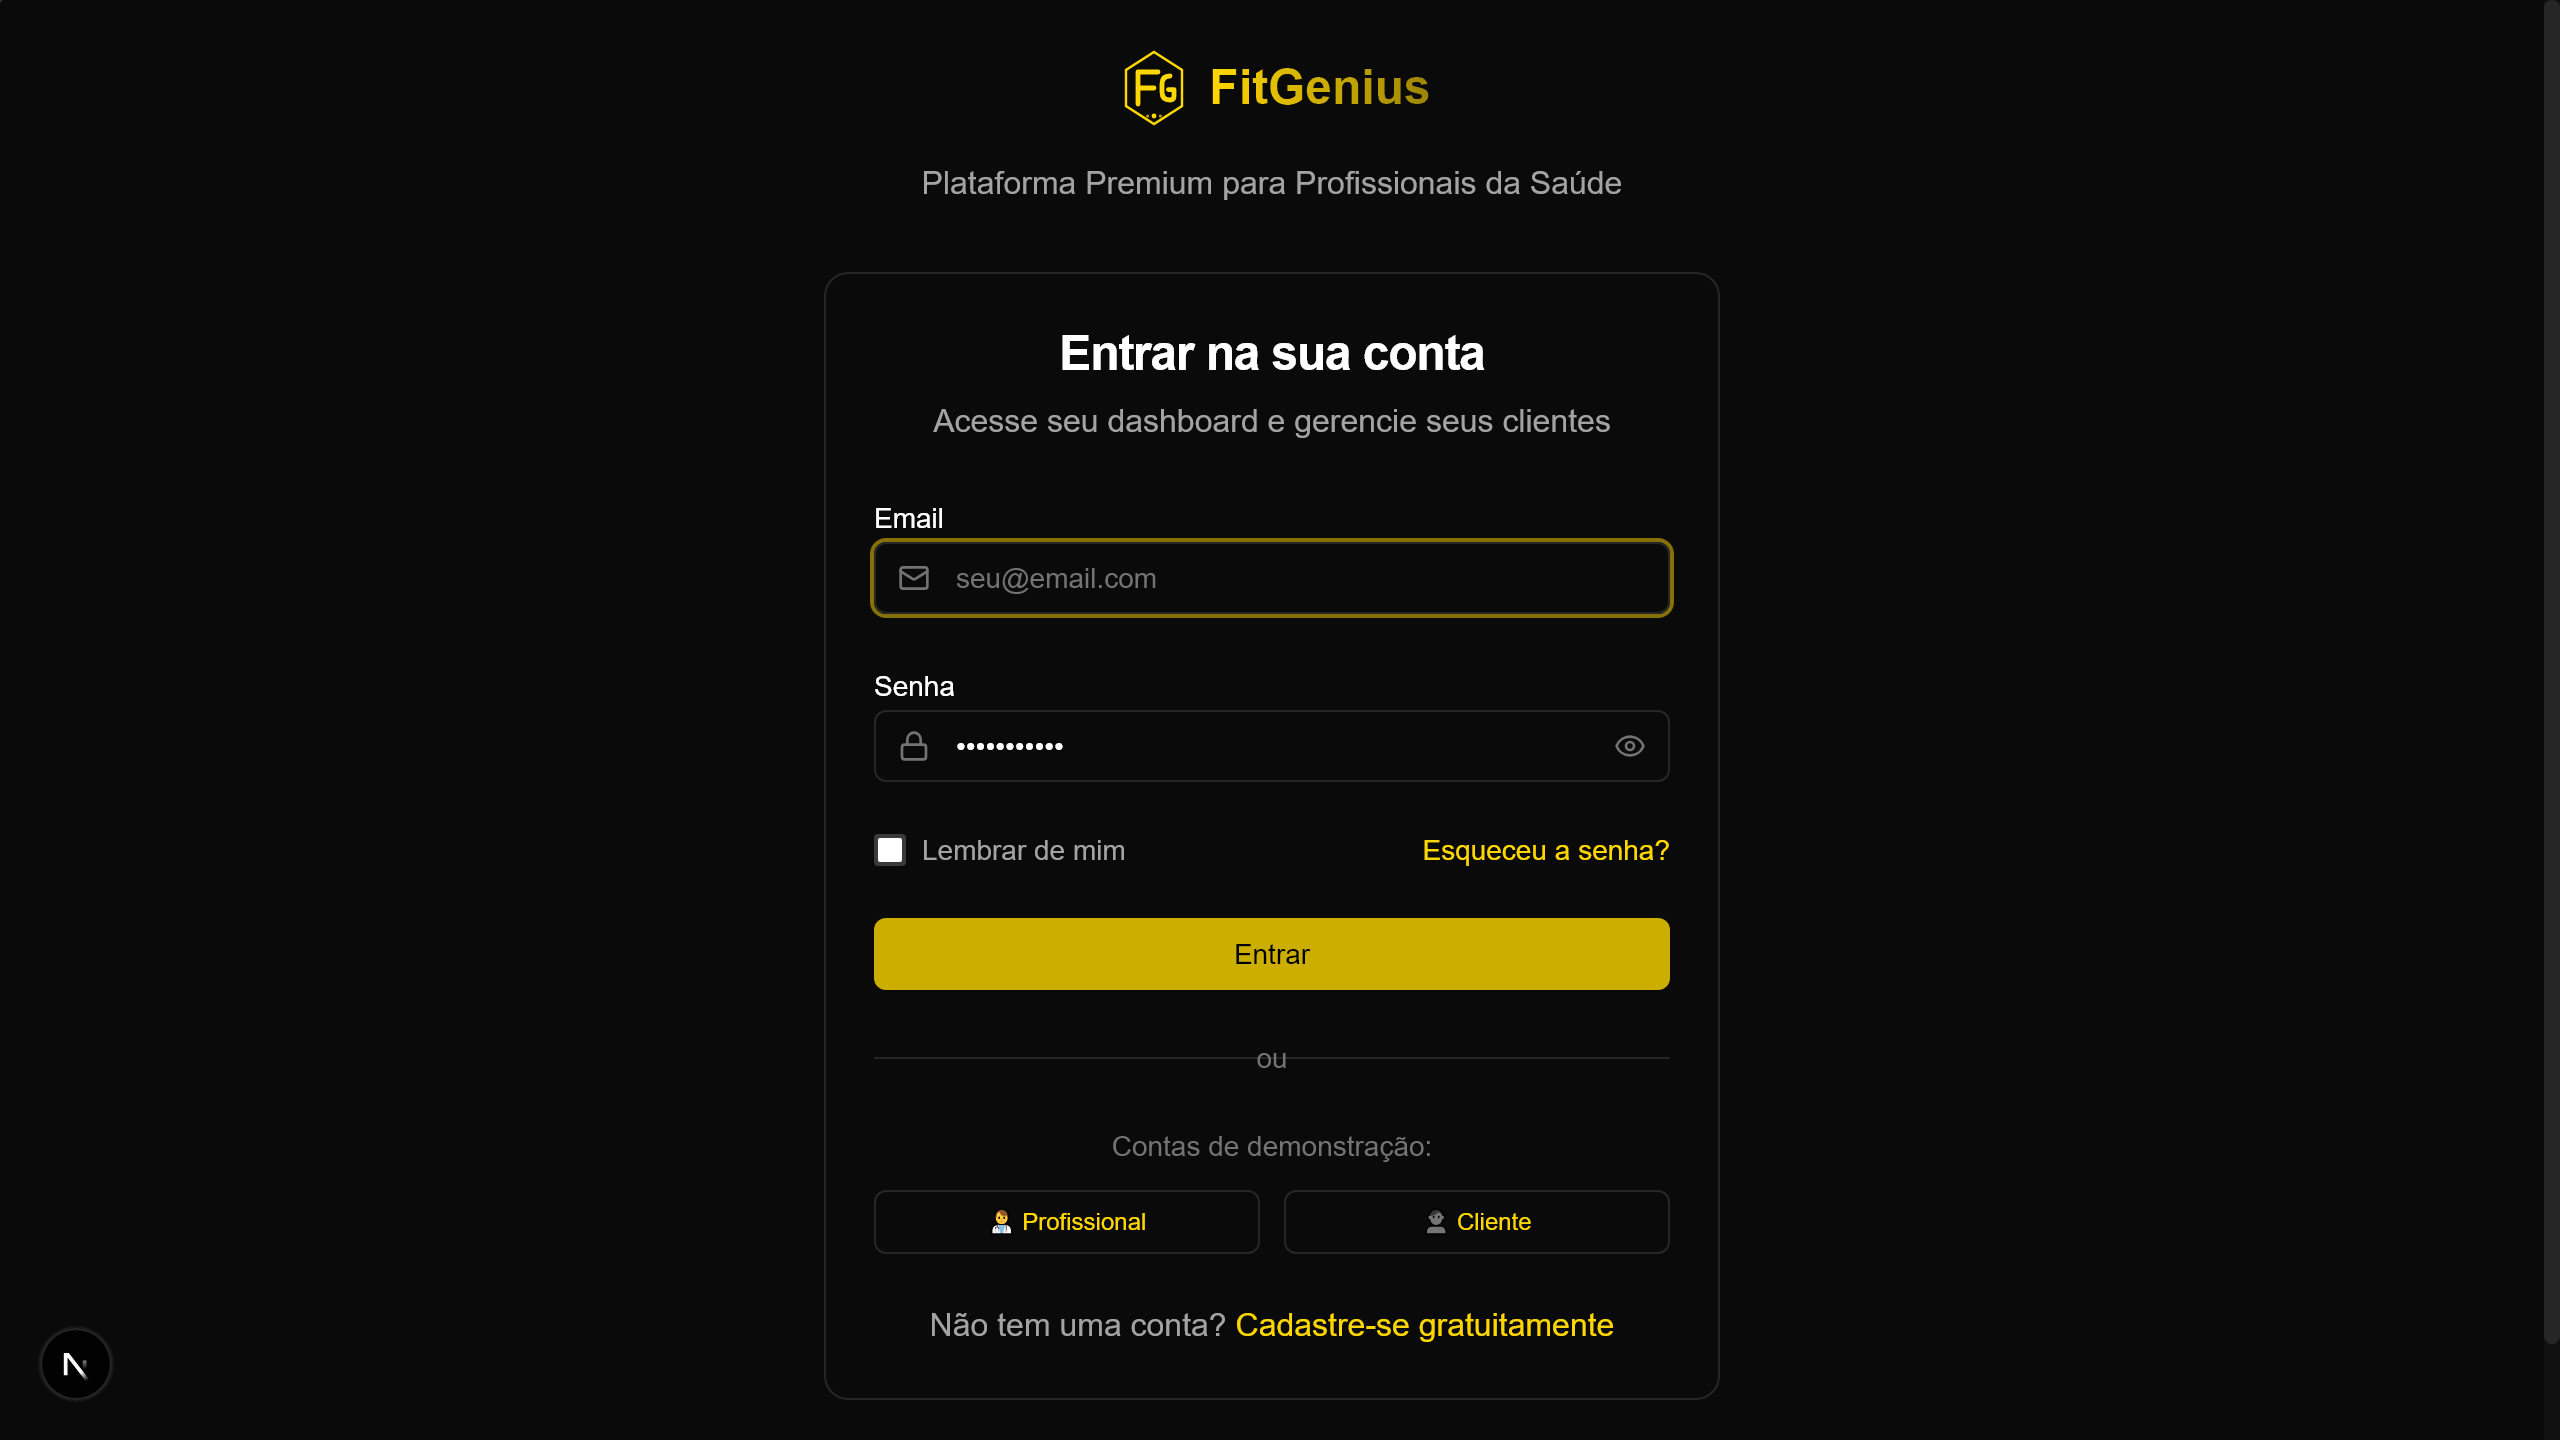 FG FitGenius
Plataforma Premium para Profissionais da Saúde
Entrar na sua conta
Acesse seu dashboard e gerencie seus clientes
Email
seu@email.com
Senha
•••••••••••
Lembrar de mim
Esqueceu a senha?
Entrar
ou
Contas de demonstração:
Profissional
Cliente
Não tem uma conta? Cadastre-se gratuitamente
N